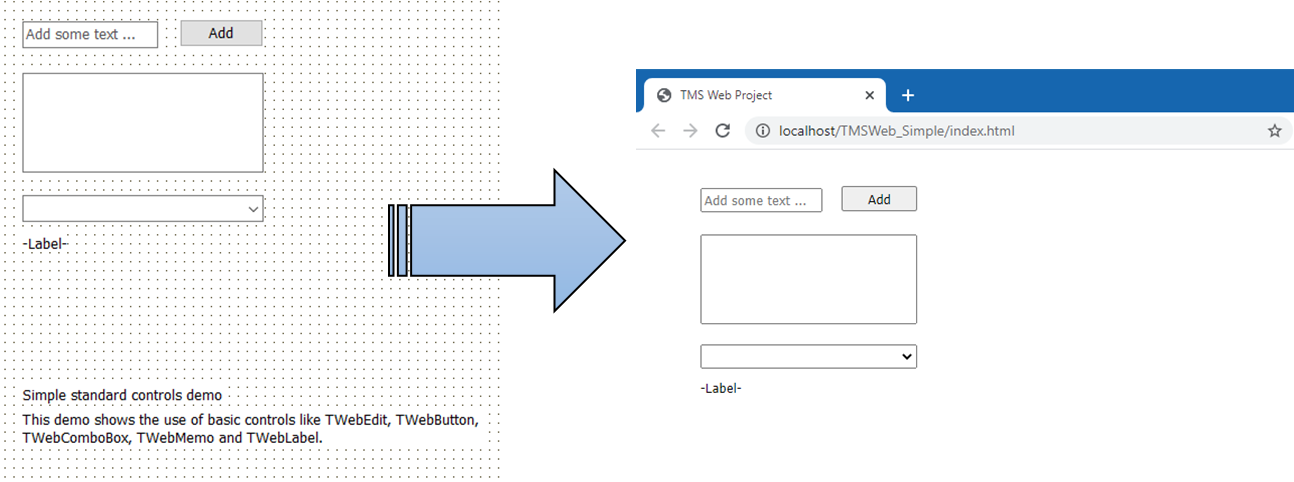 Add some text ...
Add
-Label-
Simple standard controls demo
This demo shows the use of basic controls like TWebEdit, TWebButton,
TWebComboBox, TWebMemo and TWebLabel.
TMS Web Project
localhost/TMSWeb_Simple/index.html
Add some text ...
Add
-Label-